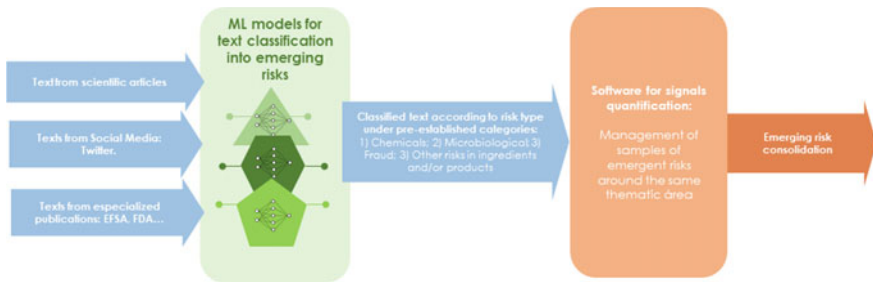 ML models for
text classification
into emerging
risks
Text from scientific articles
Texts from Social Media:
Twitter.
Texts from especialized
publications: EFSA, FDA...
Classified text according to risk type
under pre-established categories:
1) Chemicals; 2) Microbiological; 3)
Fraud; 3) Other risks in ingredients
and/or products
Software for signals
quantification:
Management of
samples of
emergent risks
around the same
thematic área
Emerging risk
consolidation